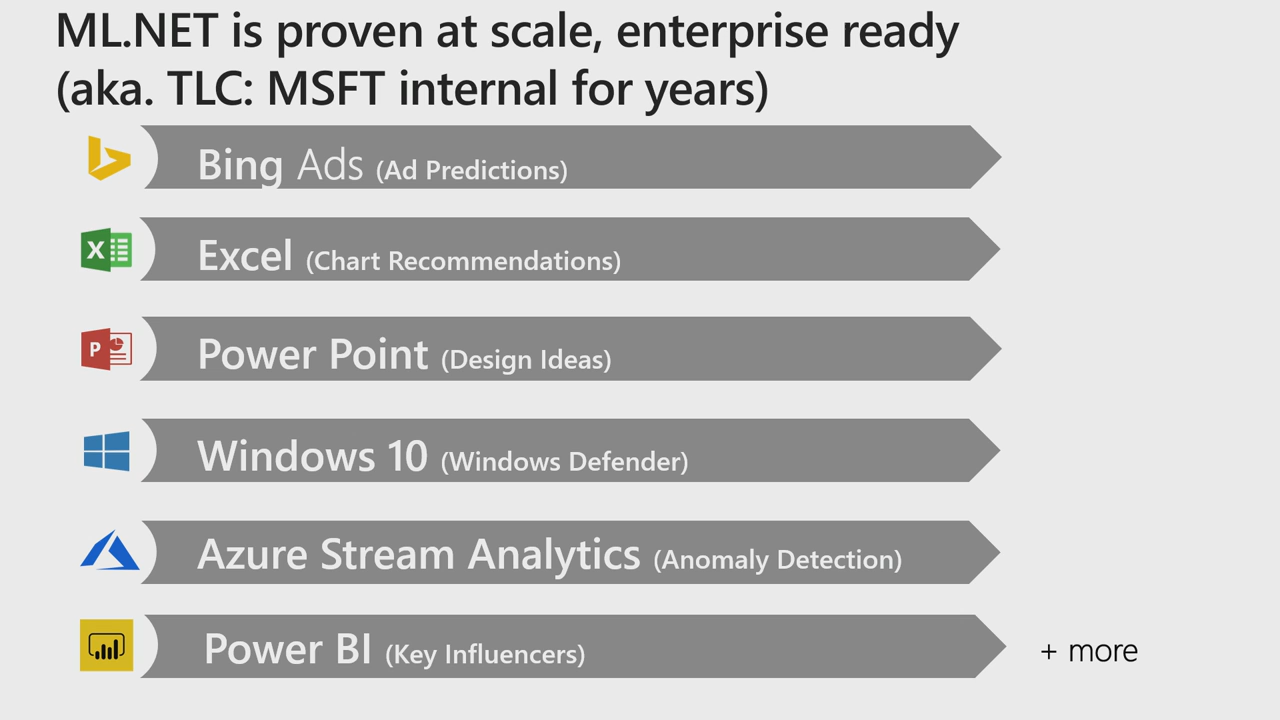 ML.NET is proven at scale, enterprise ready
(aka. TLC: MSFT internal for years)
Bing Ads (Ad Predictions)
X Excel (Chart Recommendations)
P Power Point (Design Ideas)
Windows 10 (Windows Defender)
Azure Stream Analytics (Anomaly Detection)
Power BI (Key Influencers) + more